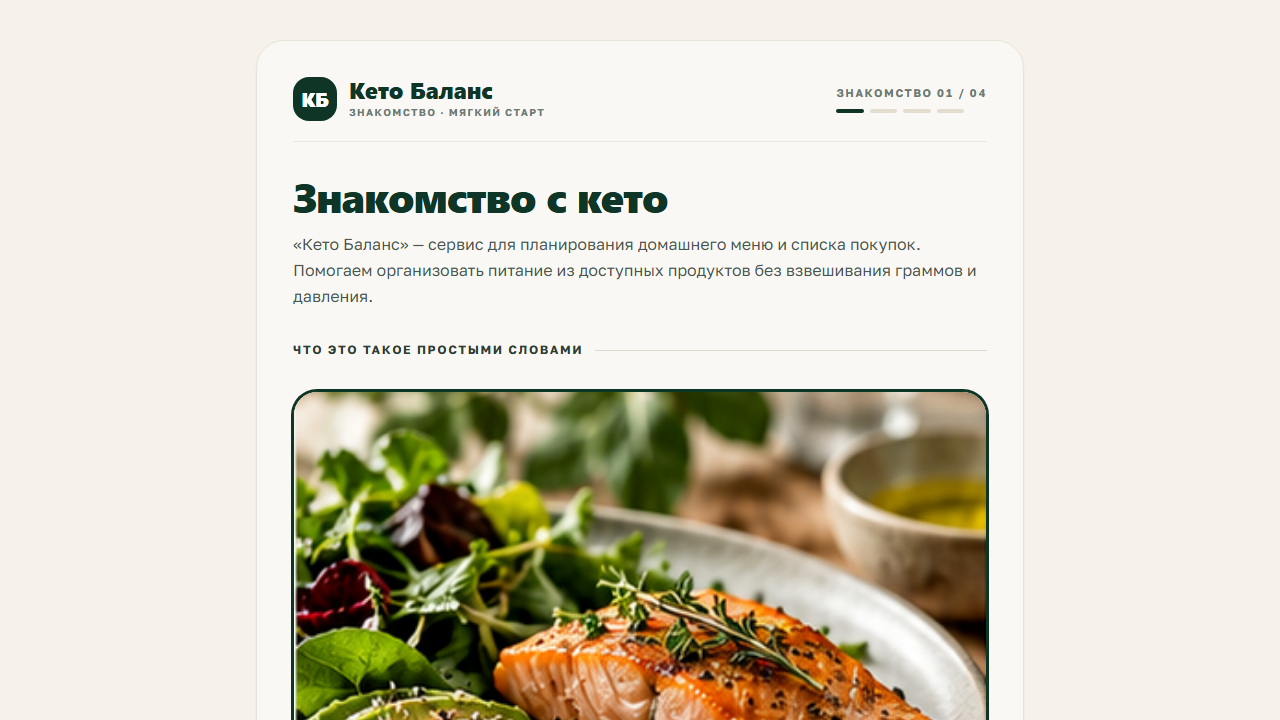 КБ
Кето Баланс
ЗНАКОМСТВО · МЯГКИЙ СТАРТ
ЗНАКОМСТВО 01 / 04
Знакомство с кето
«Кето Баланс» — сервис для планирования домашнего меню и списка покупок.
Помогаем организовать питание из доступных продуктов без взвешивания граммов и
давления.
ЧТО ЭТО ТАКОЕ ПРОСТЫМИ СЛОВАМИ